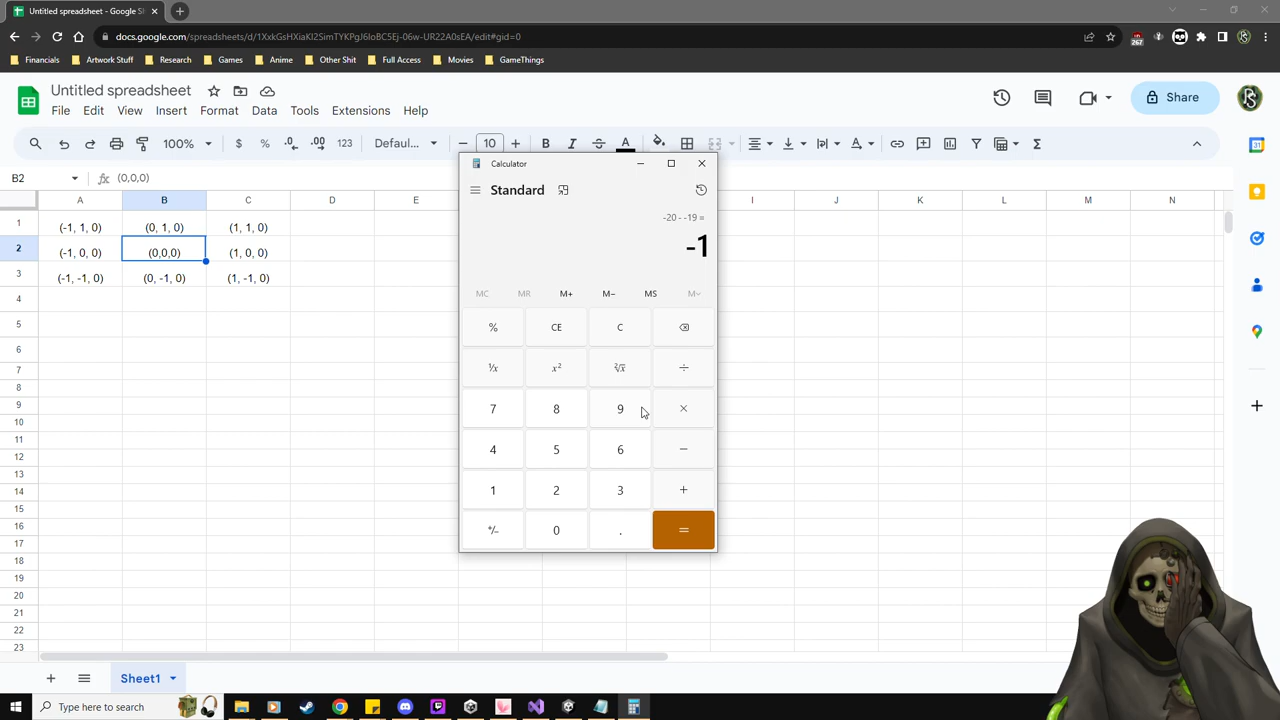 Untitled spreadsheet - Google Sh
docs.google.com/spreadsheets/d/1XxkGsHXiaKI2SimTYKPgJ6IoBC5Ej-06w-UR22A0sEA/edit#gid=0
267
Financials Artwork Stuff Research Games Anime Other Shit Full Access Movies GameThings
Untitled spreadsheet
File Edit View Insert Format Data Tools Extensions Help
Share
100% $ % .0 .00 123 Defaul... 10 B I S A Σ
B2 fx (0,0,0)
A B C D E I J K L M N
1 (-1, 1, 0) (0, 1, 0) (1, 1, 0)
2 (-1, 0, 0) (0,0,0) (1, 0, 0)
3 (-1, -1, 0) (0, -1, 0) (1, -1, 0)
4
5
6
7
8
9
10
11
12
13
14
15
16
17
18
19
20
21
22
23
Calculator
Standard
-20 - -19 =
-1
MC MR M+ M− MS M˅
% CE C
¹/x x² ²√x ÷
7 8 9 ×
4 5 6 −
1 2 3 +
+/− 0 . =
Sheet1
Type here to search